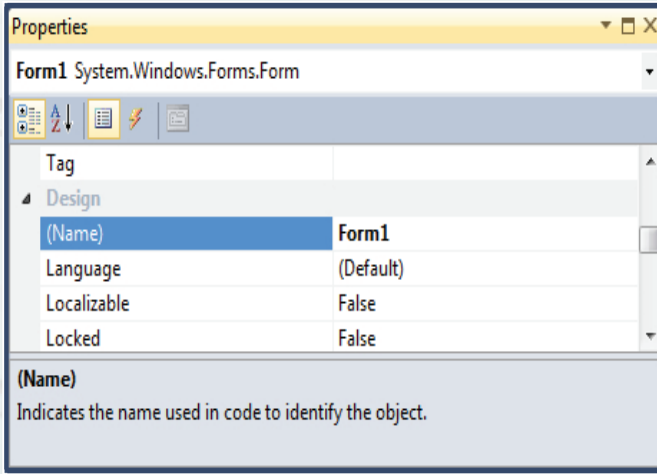 Properties
Form1 System.Windows.Forms.Form
Tag
Design
(Name) Form1
Language (Default)
Localizable False
Locked False
(Name)
Indicates the name used in code to identify the object.